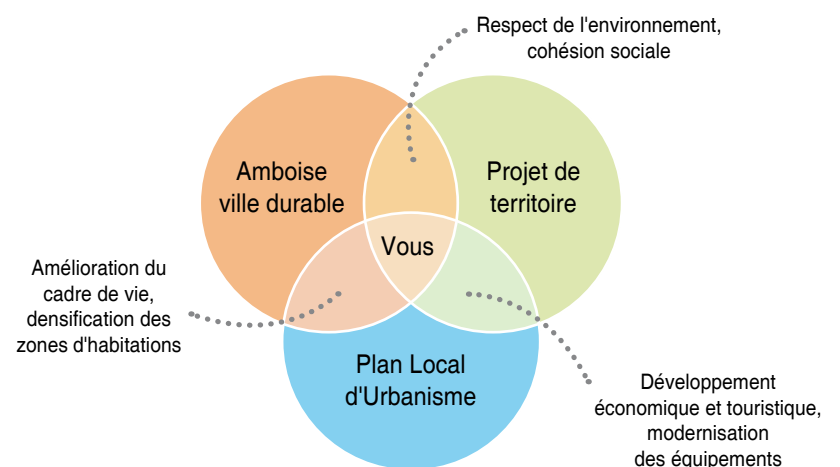 Respect de l'environnement,
cohésion sociale
Amboise
ville durable
Projet de
territoire
Vous
Amélioration du
cadre de vie,
densification des
zones d'habitations
Plan Local
d'Urbanisme
Développement
économique et touristique,
modernisation
des équipements